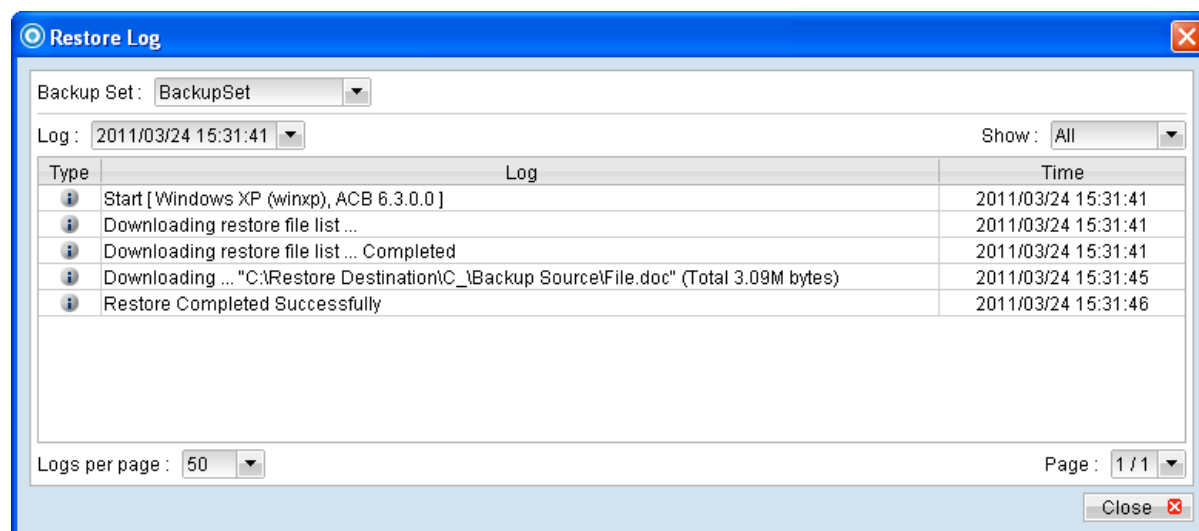 Restore Log
Backup Set : BackupSet
Log : 2011/03/24 15:31:41 Show : All
Type Log Time
Start [ Windows XP (winxp), ACB 6.3.0.0 ] 2011/03/24 15:31:41
Downloading restore file list ... 2011/03/24 15:31:41
Downloading restore file list ... Completed 2011/03/24 15:31:41
Downloading ... "C:\Restore Destination\C_\Backup Source\File.doc" (Total 3.09M bytes) 2011/03/24 15:31:45
Restore Completed Successfully 2011/03/24 15:31:46
Logs per page : 50 Page : 1 / 1
Close